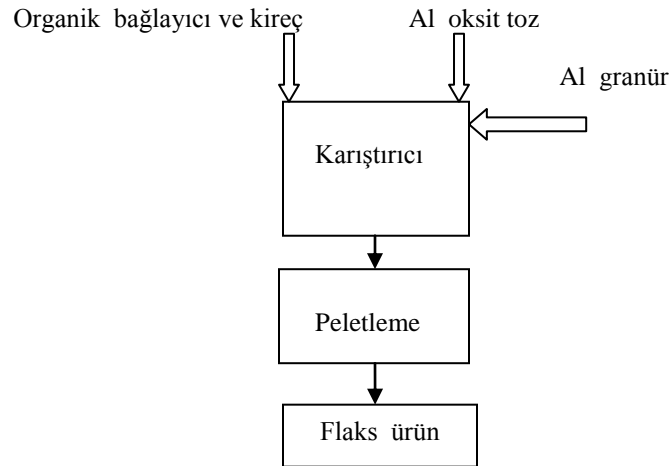 Organik bağlayıcı ve kireç
Al oksit toz
Al granür
Karıştırıcı
Peletleme
Flaks ürün